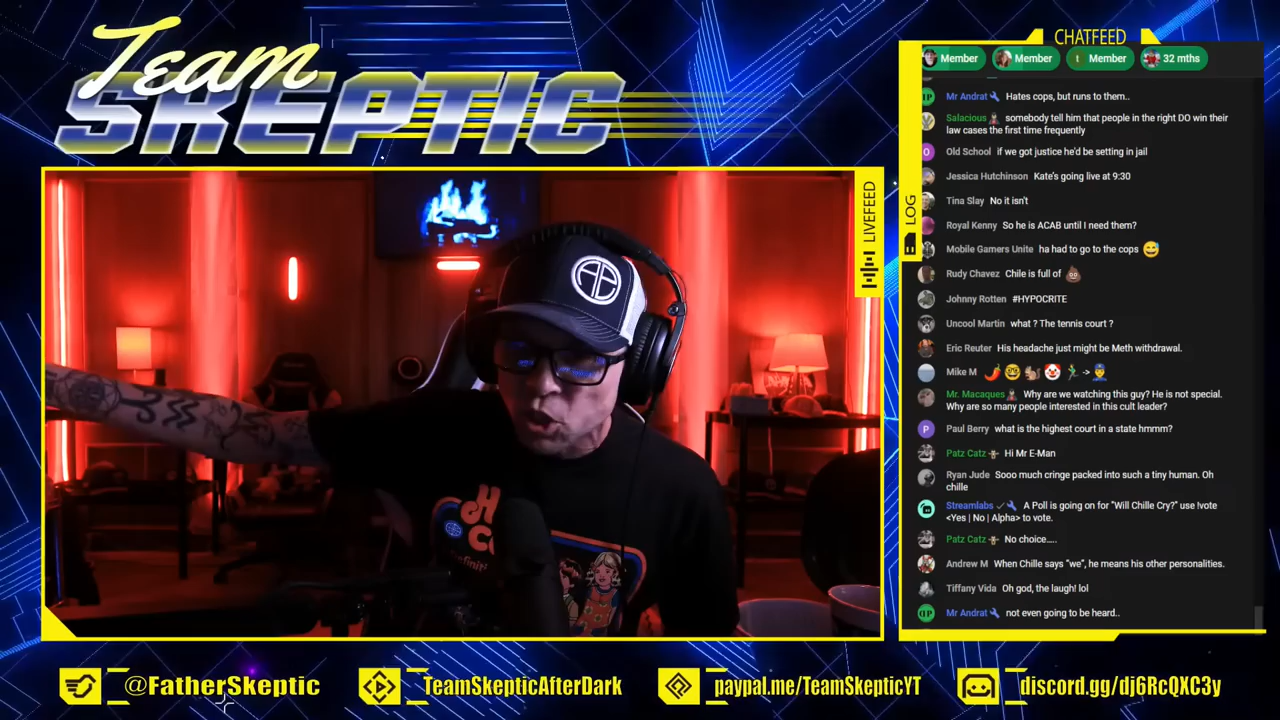 Team
SKEPTIC
CHATFEED
Member
Member
Member
32 mths
Mr Andrat Hates cops, but runs to them..
Salacious somebody tell him that people in the right DO win their
law cases the first time frequently
Old School if we got justice he'd be setting in jail
Jessica Hutchinson Kate's going live at 9:30
Tina Slay No it isn't
Royal Kenny So he is ACAB until I need them?
Mobile Gamers Unite ha had to go to the cops 😅
Rudy Chavez Chile is full of 💩
Johnny Rotten #HYPOCRITE
Uncool Martin what ? The tennis court ?
Eric Reuter His headache just might be Meth withdrawal.
Mike M 🌶️ 🤓 🐿️ 🤡 🏃‍♂️ -> 👮
Mr. Macaques Why are we watching this guy? He is not special.
Why are so many people interested in this cult leader?
Paul Berry what is the highest court in a state hmmm?
Patz Catz Hi Mr E-Man
Ryan Jude Sooo much cringe packed into such a tiny human. Oh
chille
Streamlabs A Poll is going on for "Will Chille Cry?" use !vote
<Yes | No | Alpha> to vote.
Patz Catz No choice....
Andrew M When Chille says "we", he means his other personalities.
Tiffany Vida Oh god, the laugh! lol
Mr Andrat not even going to be heard..
LOG
LIVEFEED
@FatherSkeptic
TeamSkepticAfterDark
paypal.me/TeamSkepticYT
discord.gg/dj6RcQXC3y